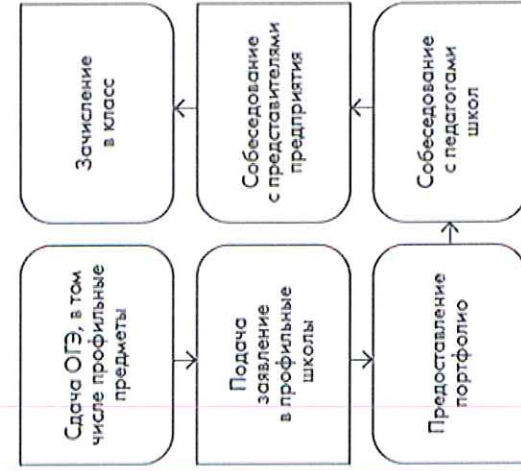 Сдача ОГЭ, в том
числе профильные
предметы
Подача
заявление
в профильные
школы
Предоставление
портфолио
Собеседование
с педагогами
школ
Собеседование
с представителями
предприятия
Зачисление
в класс